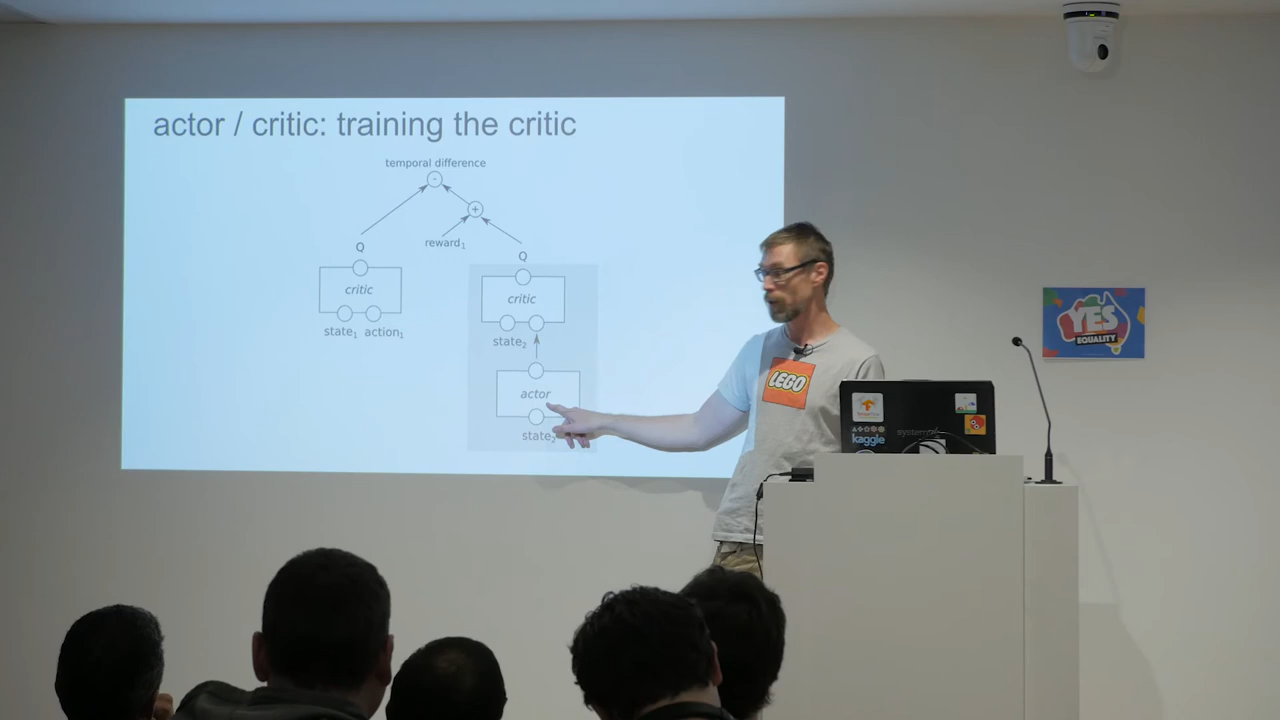 actor / critic: training the critic
temporal difference
-
+
Q
reward₁
Q
critic
critic
state₁ action₁
state₂
actor
state₂
LEGO
YES
EQUALITY
kaggle